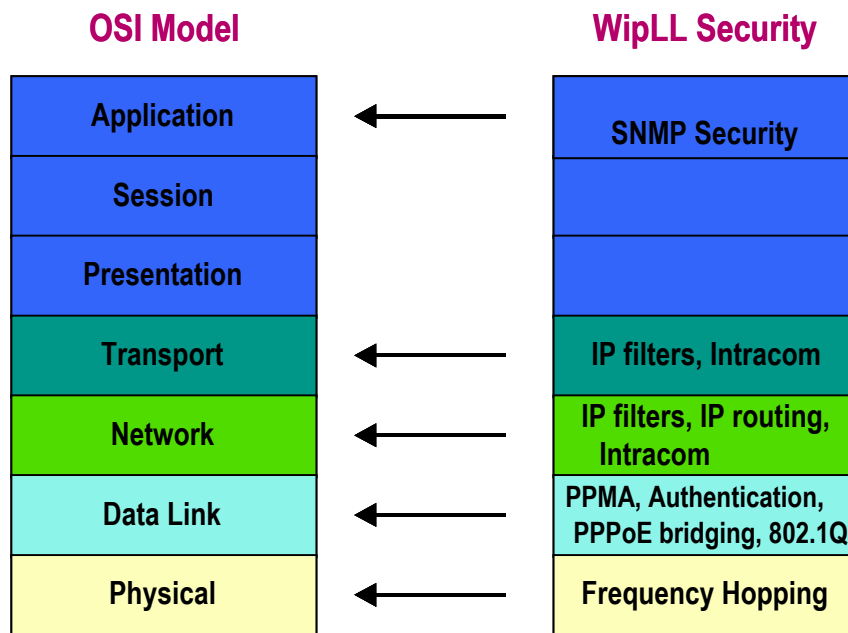 OSI Model
WipLL Security
Application
SNMP Security
Session
Presentation
Transport
IP filters, Intracom
Network
IP filters, IP routing,
Intracom
Data Link
PPMA, Authentication,
PPPoE bridging, 802.1Q
Physical
Frequency Hopping